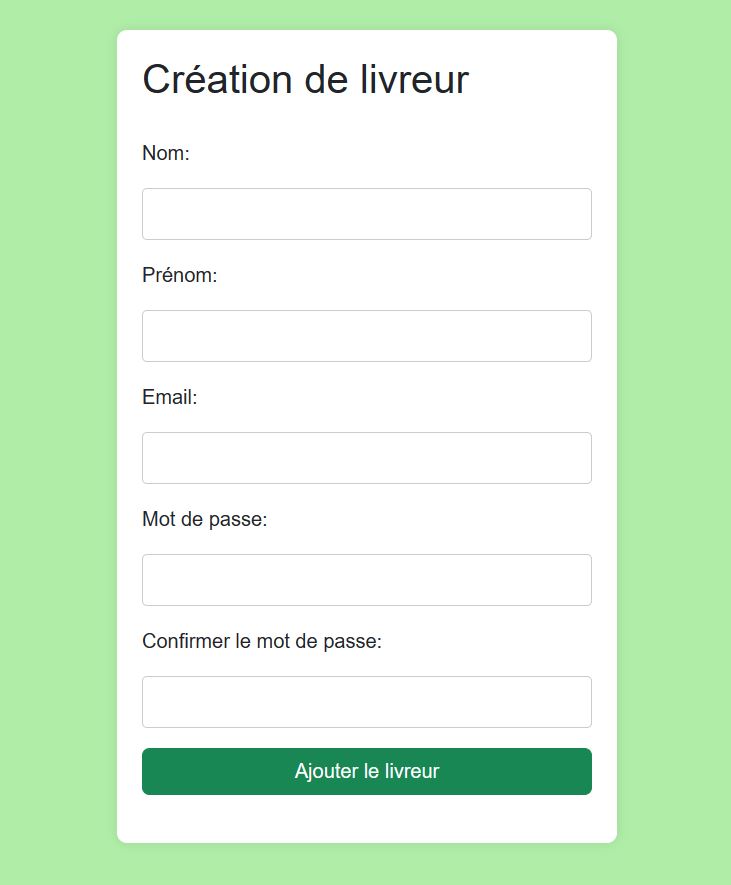 Création de livreur
Nom:
Prénom:
Email:
Mot de passe:
Confirmer le mot de passe:
Ajouter le livreur